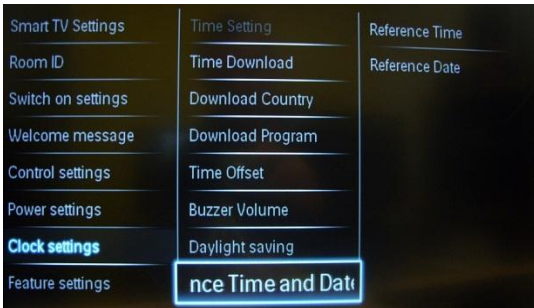 Smart TV Settings
Room ID
Switch on settings
Welcome message
Control settings
Power settings
Clock settings
Feature settings
Time Setting
Time Download
Download Country
Download Program
Time Offset
Buzzer Volume
Daylight saving
nce Time and Date
Reference Time
Reference Date